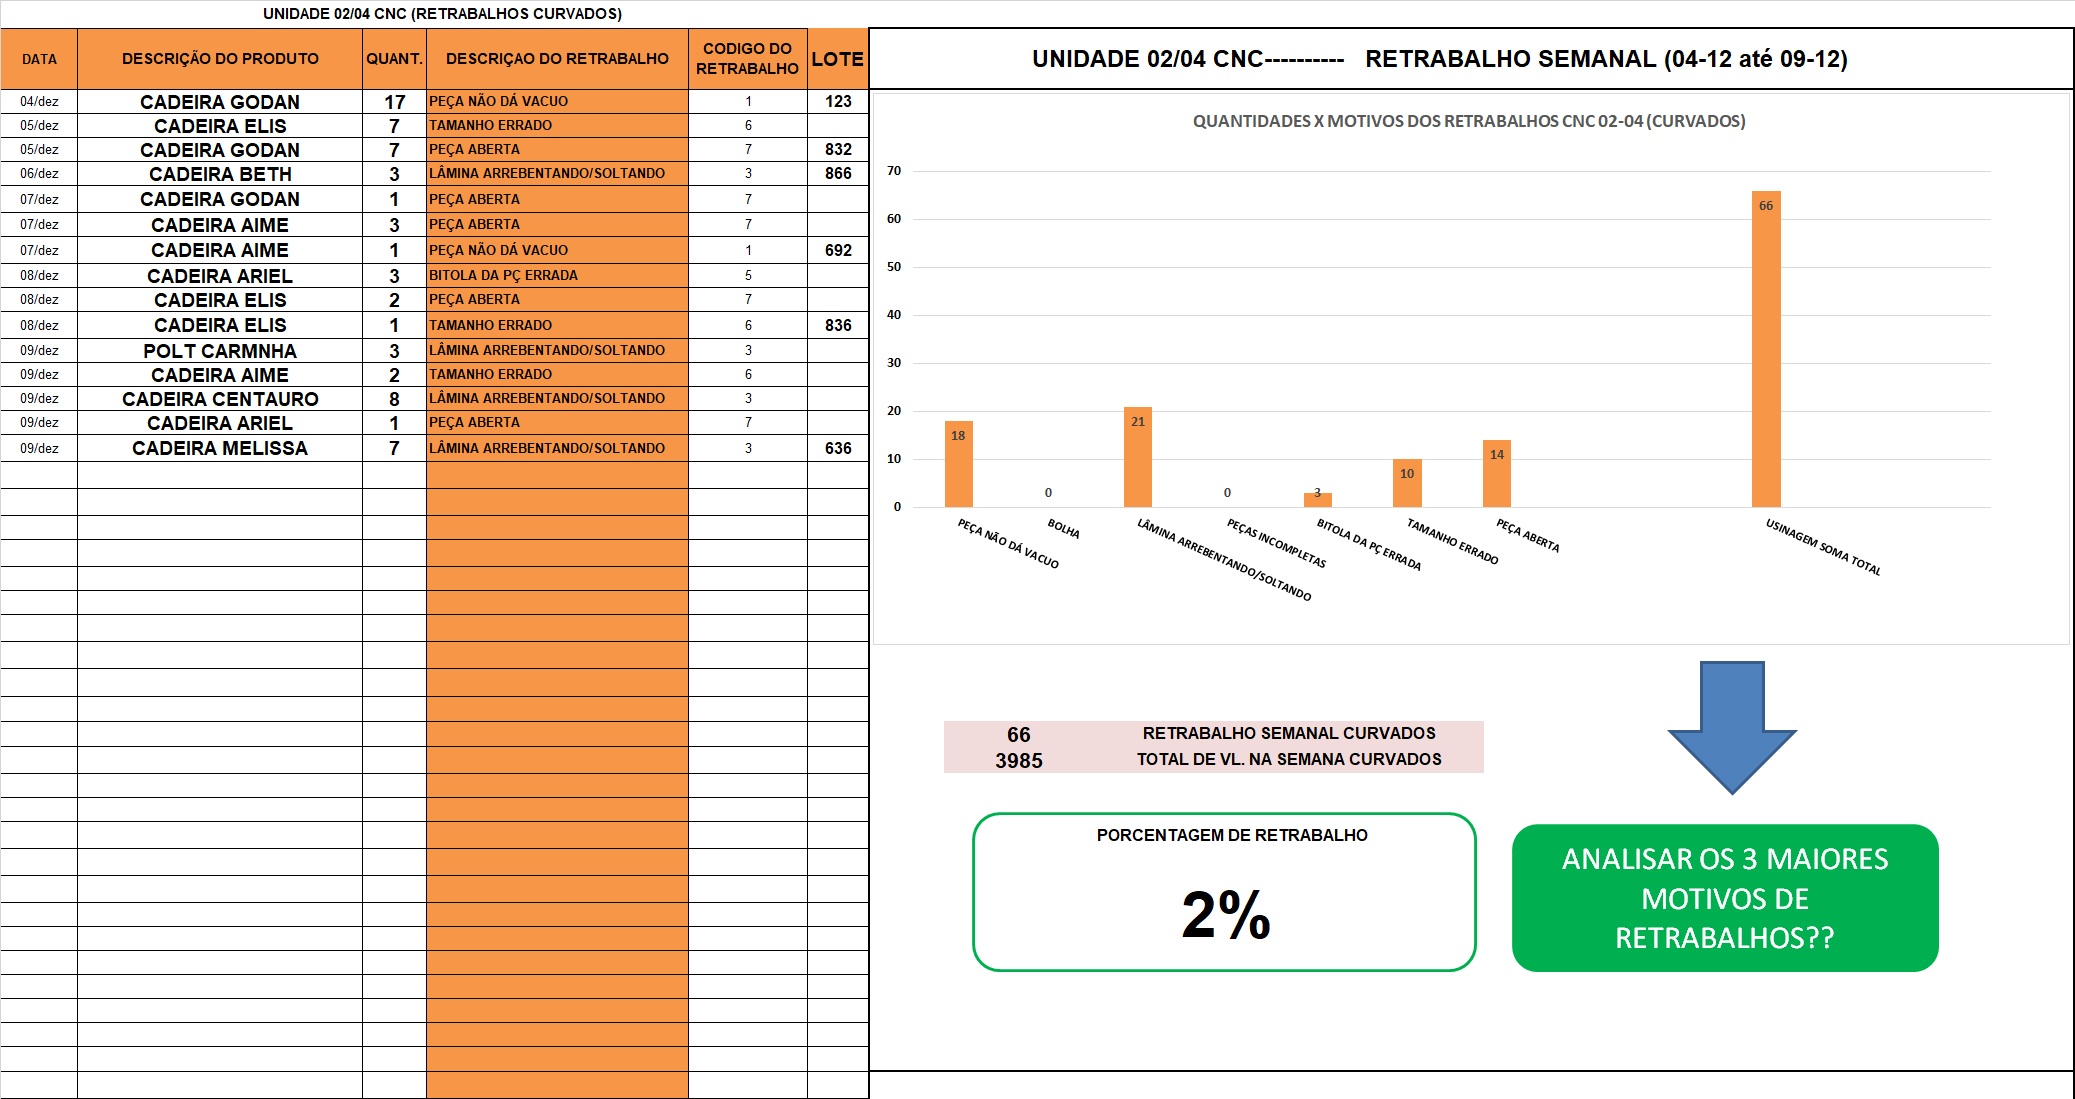 UNIDADE 02/04 CNC (RETRABALHOS CURVADOS)
DATA DESCRIÇÃO DO PRODUTO QUANT. DESCRIÇAO DO RETRABALHO CODIGO DO RETRABALHO LOTE
04/dez CADEIRA GODAN 17 PEÇA NÃO DÁ VACUO 1 123
05/dez CADEIRA ELIS 7 TAMANHO ERRADO 6
05/dez CADEIRA GODAN 7 PEÇA ABERTA 7 832
06/dez CADEIRA BETH 3 LÂMINA ARREBENTANDO/SOLTANDO 3 866
07/dez CADEIRA GODAN 1 PEÇA ABERTA 7
07/dez CADEIRA AIME 3 PEÇA ABERTA 7
07/dez CADEIRA AIME 1 PEÇA NÃO DÁ VACUO 1 692
08/dez CADEIRA ARIEL 3 BITOLA DA PÇ ERRADA 5
08/dez CADEIRA ELIS 2 PEÇA ABERTA 7
08/dez CADEIRA ELIS 1 TAMANHO ERRADO 6 836
09/dez POLT CARMNHA 3 LÂMINA ARREBENTANDO/SOLTANDO 3
09/dez CADEIRA AIME 2 TAMANHO ERRADO 6
09/dez CADEIRA CENTAURO 8 LÂMINA ARREBENTANDO/SOLTANDO 3
09/dez CADEIRA ARIEL 1 PEÇA ABERTA 7
09/dez CADEIRA MELISSA 7 LÂMINA ARREBENTANDO/SOLTANDO 3 636
UNIDADE 02/04 CNC---------- RETRABALHO SEMANAL (04-12 até 09-12)
QUANTIDADES X MOTIVOS DOS RETRABALHOS CNC 02-04 (CURVADOS)
70
60
50
40
30
20
10
0
18
0
21
0
3
10
14
66
PEÇA NÃO DÁ VACUO
BOLHA
LÂMINA ARREBENTANDO/SOLTANDO
PEÇAS INCOMPLETAS
BITOLA DA PÇ ERRADA
TAMANHO ERRADO
PEÇA ABERTA
USINAGEM SOMA TOTAL
66 RETRABALHO SEMANAL CURVADOS
3985 TOTAL DE VL. NA SEMANA CURVADOS
PORCENTAGEM DE RETRABALHO
2%
ANALISAR OS 3 MAIORES
MOTIVOS DE
RETRABALHOS??